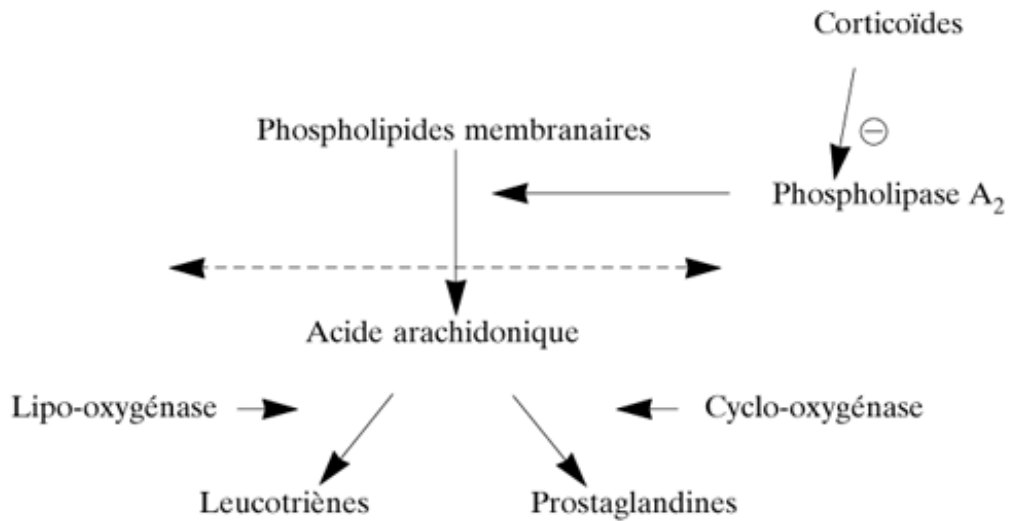 Corticoïdes
Phospholipides membranaires
⊖
Phospholipase A₂
Acide arachidonique
Lipo-oxygénase
Cyclo-oxygénase
Leucotriènes
Prostaglandines